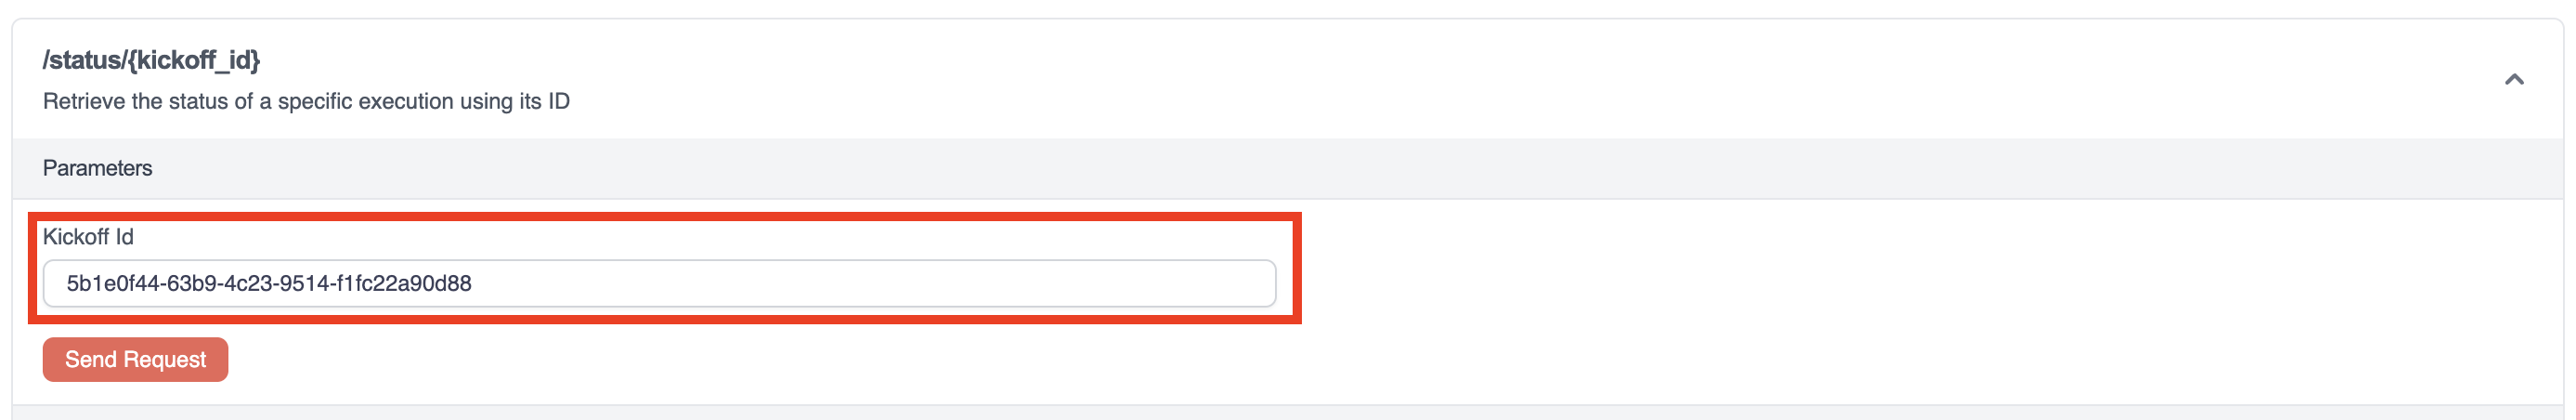 /status/{kickoff_id}
Retrieve the status of a specific execution using its ID
Parameters
Kickoff Id
5b1e0f44-63b9-4c23-9514-f1fc22a90d88
Send Request